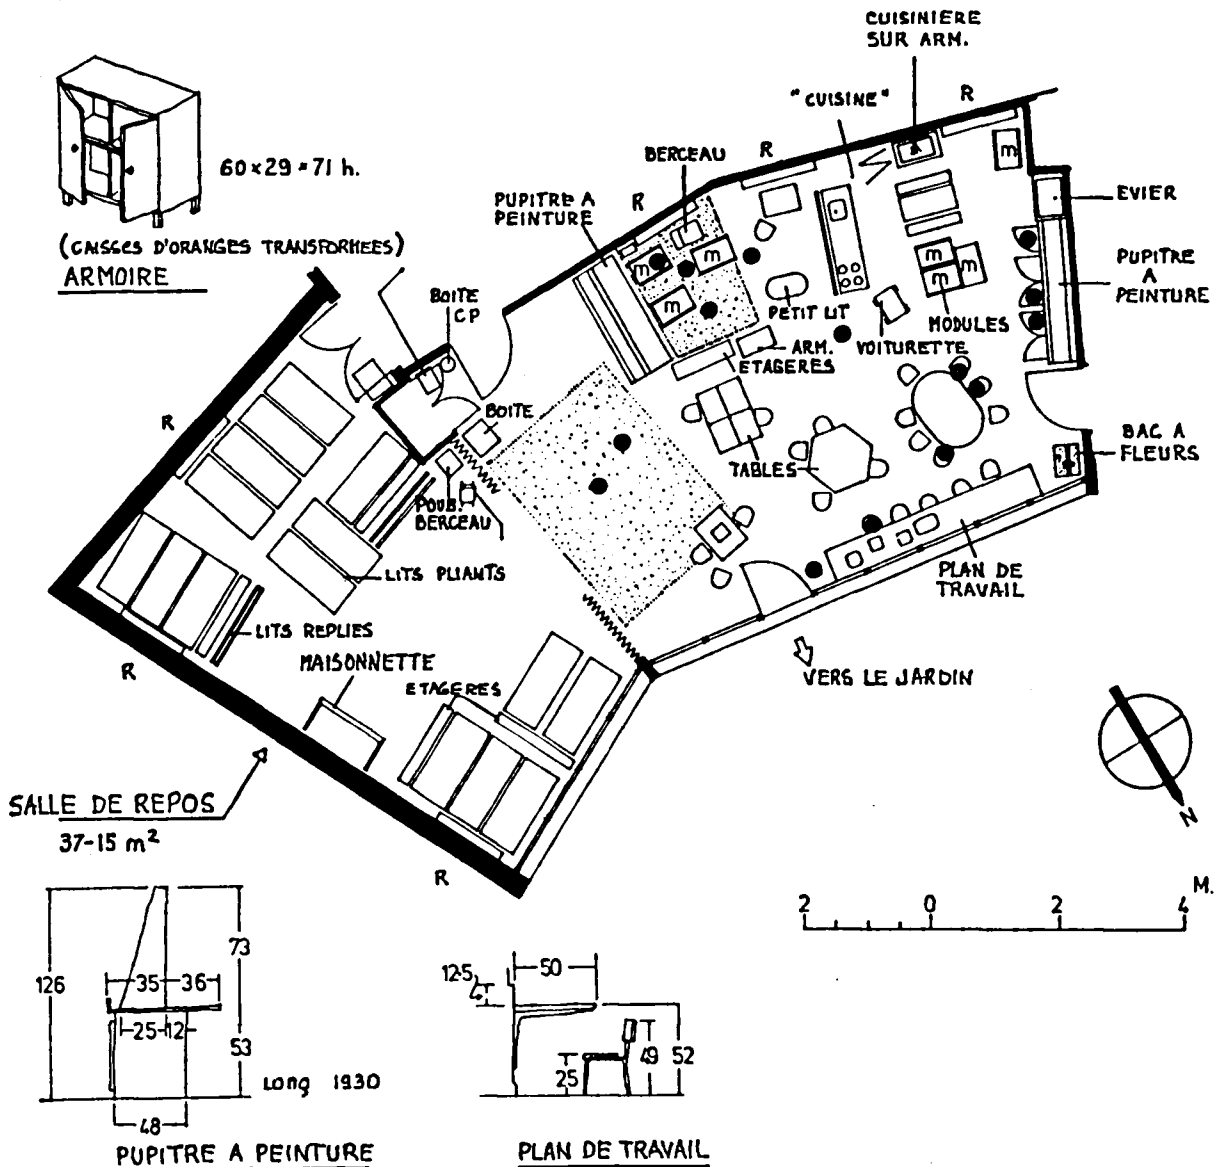 CUISINIERE
SUR ARM.
R
"CUISINE"
BERCEAU
R
m
60x29=71 h.
PUPITRE A
PEINTURE
R
EVIER
(CAISSES D'ORANGES TRANSFORMEES)
ARMOIRE
m
m
m
m
m
m
PUPITRE
A
PEINTURE
BOITE
CP
PETIT LIT
MODULES
ARM.
VOITURETTE
ETAGERES
R
BOITE
BAC A
FLEURS
TABLES
POUB.
BERCEAU
LITS PLIANTS
PLAN DE
TRAVAIL
LITS REPLIES
R
MAISONNETTE
ETAGERES
VERS LE JARDIN
SALLE DE REPOS
37-15 m²
N
R
M.
2 0 2 4
126
35
36
73
25
12
53
Long 1930
48
PUPITRE A PEINTURE
12.5
4
50
49
52
25
PLAN DE TRAVAIL